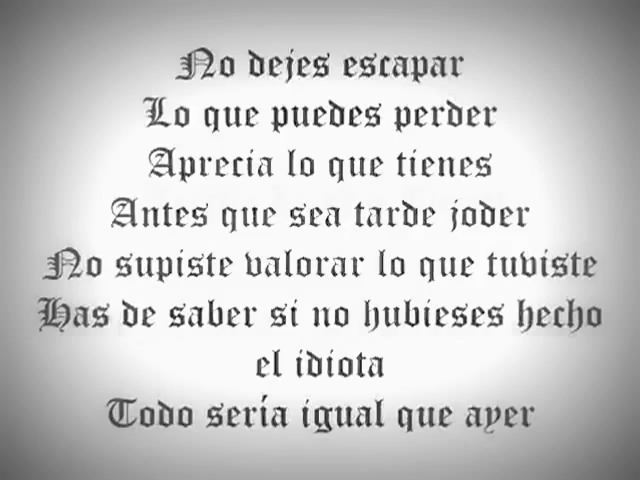 No dejes escapar
Lo que puedes perder
Aprecia lo que tienes
Antes que sea tarde joder
No supiste valorar lo que tuviste
Has de saber si no hubieses hecho
el idiota
Todo sería igual que ayer